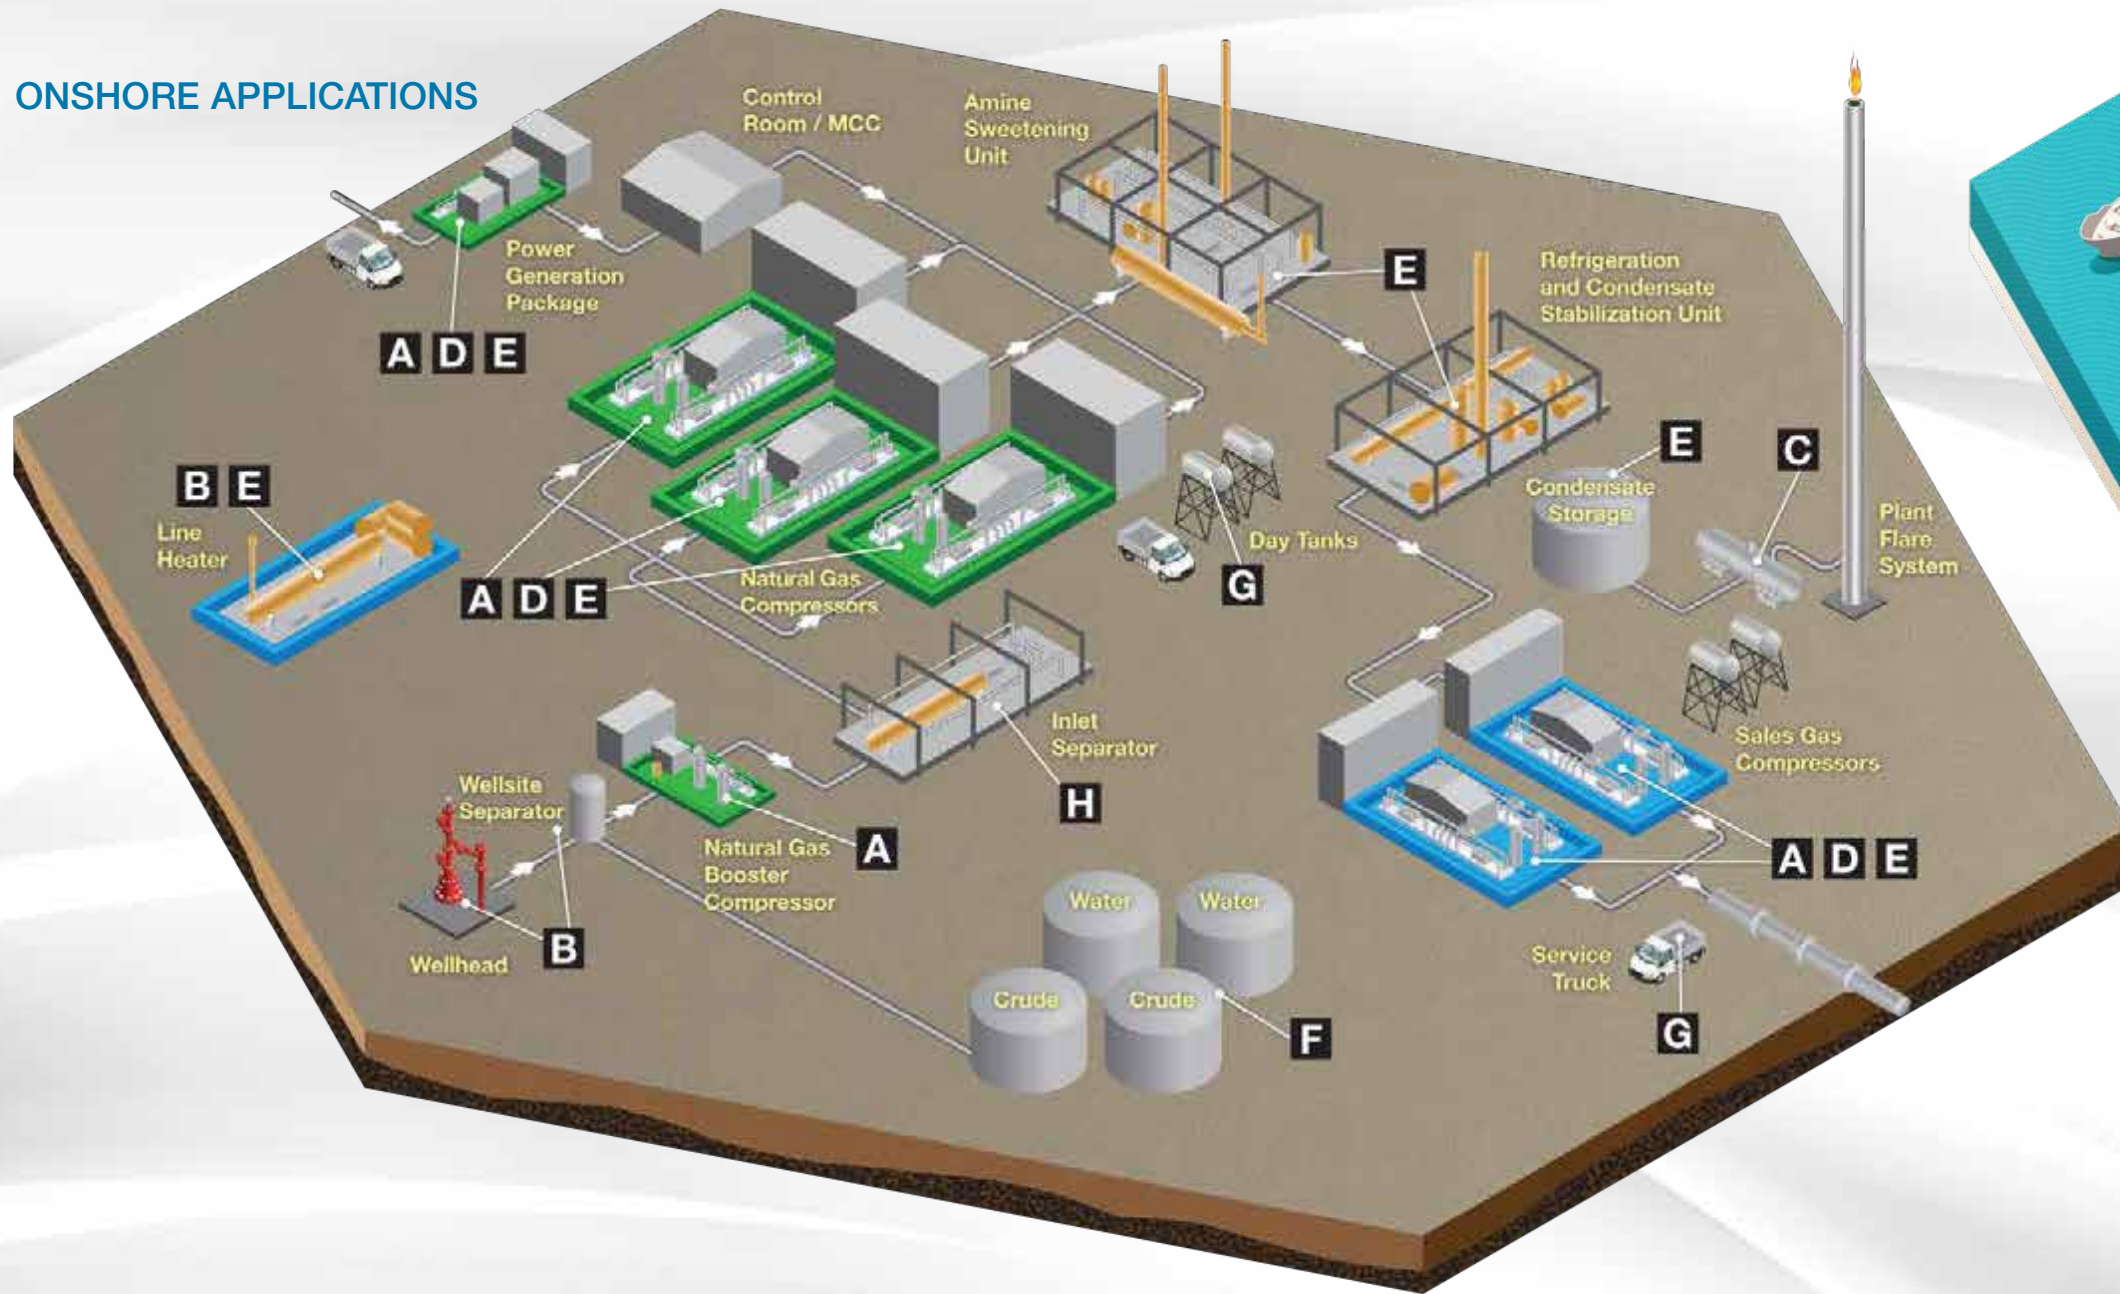 ONSHORE APPLICATIONS
Control
Room / MCC
Amine
Sweetening
Unit
Power
Generation
Package
A D E
E
Refrigeration
and Condensate
Stabilization Unit
B E
Line
Heater
A D E
Natural Gas
Compressors
Day Tanks
G
E
Condensate
Storage
C
Plant
Flare
System
Inlet
Separator
H
Wellsite
Separator
Natural Gas
Booster
Compressor
A
Wellhead
B
Water
Water
Crude
Crude
F
Sales Gas
Compressors
A D E
Service
Truck
G